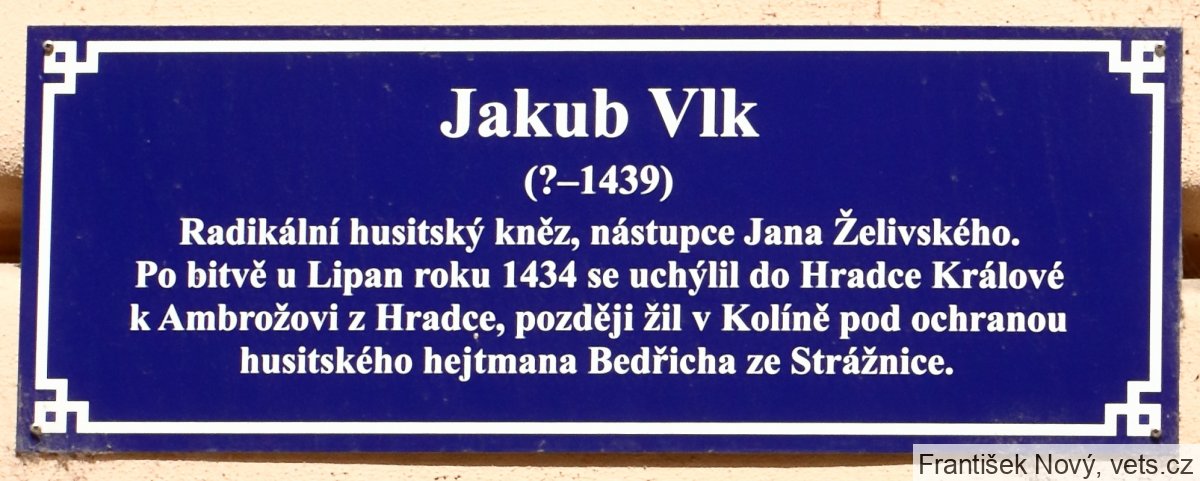 Jakub Vlk
(?–1439)
Radikální husitský kněz, nástupce Jana Želivského.
Po bitvě u Lipan roku 1434 se uchýlil do Hradce Králové
k Ambrožovi z Hradce, později žil v Kolíně pod ochranou
husitského hejtmana Bedřicha ze Strážnice.
František Nový, vets.cz